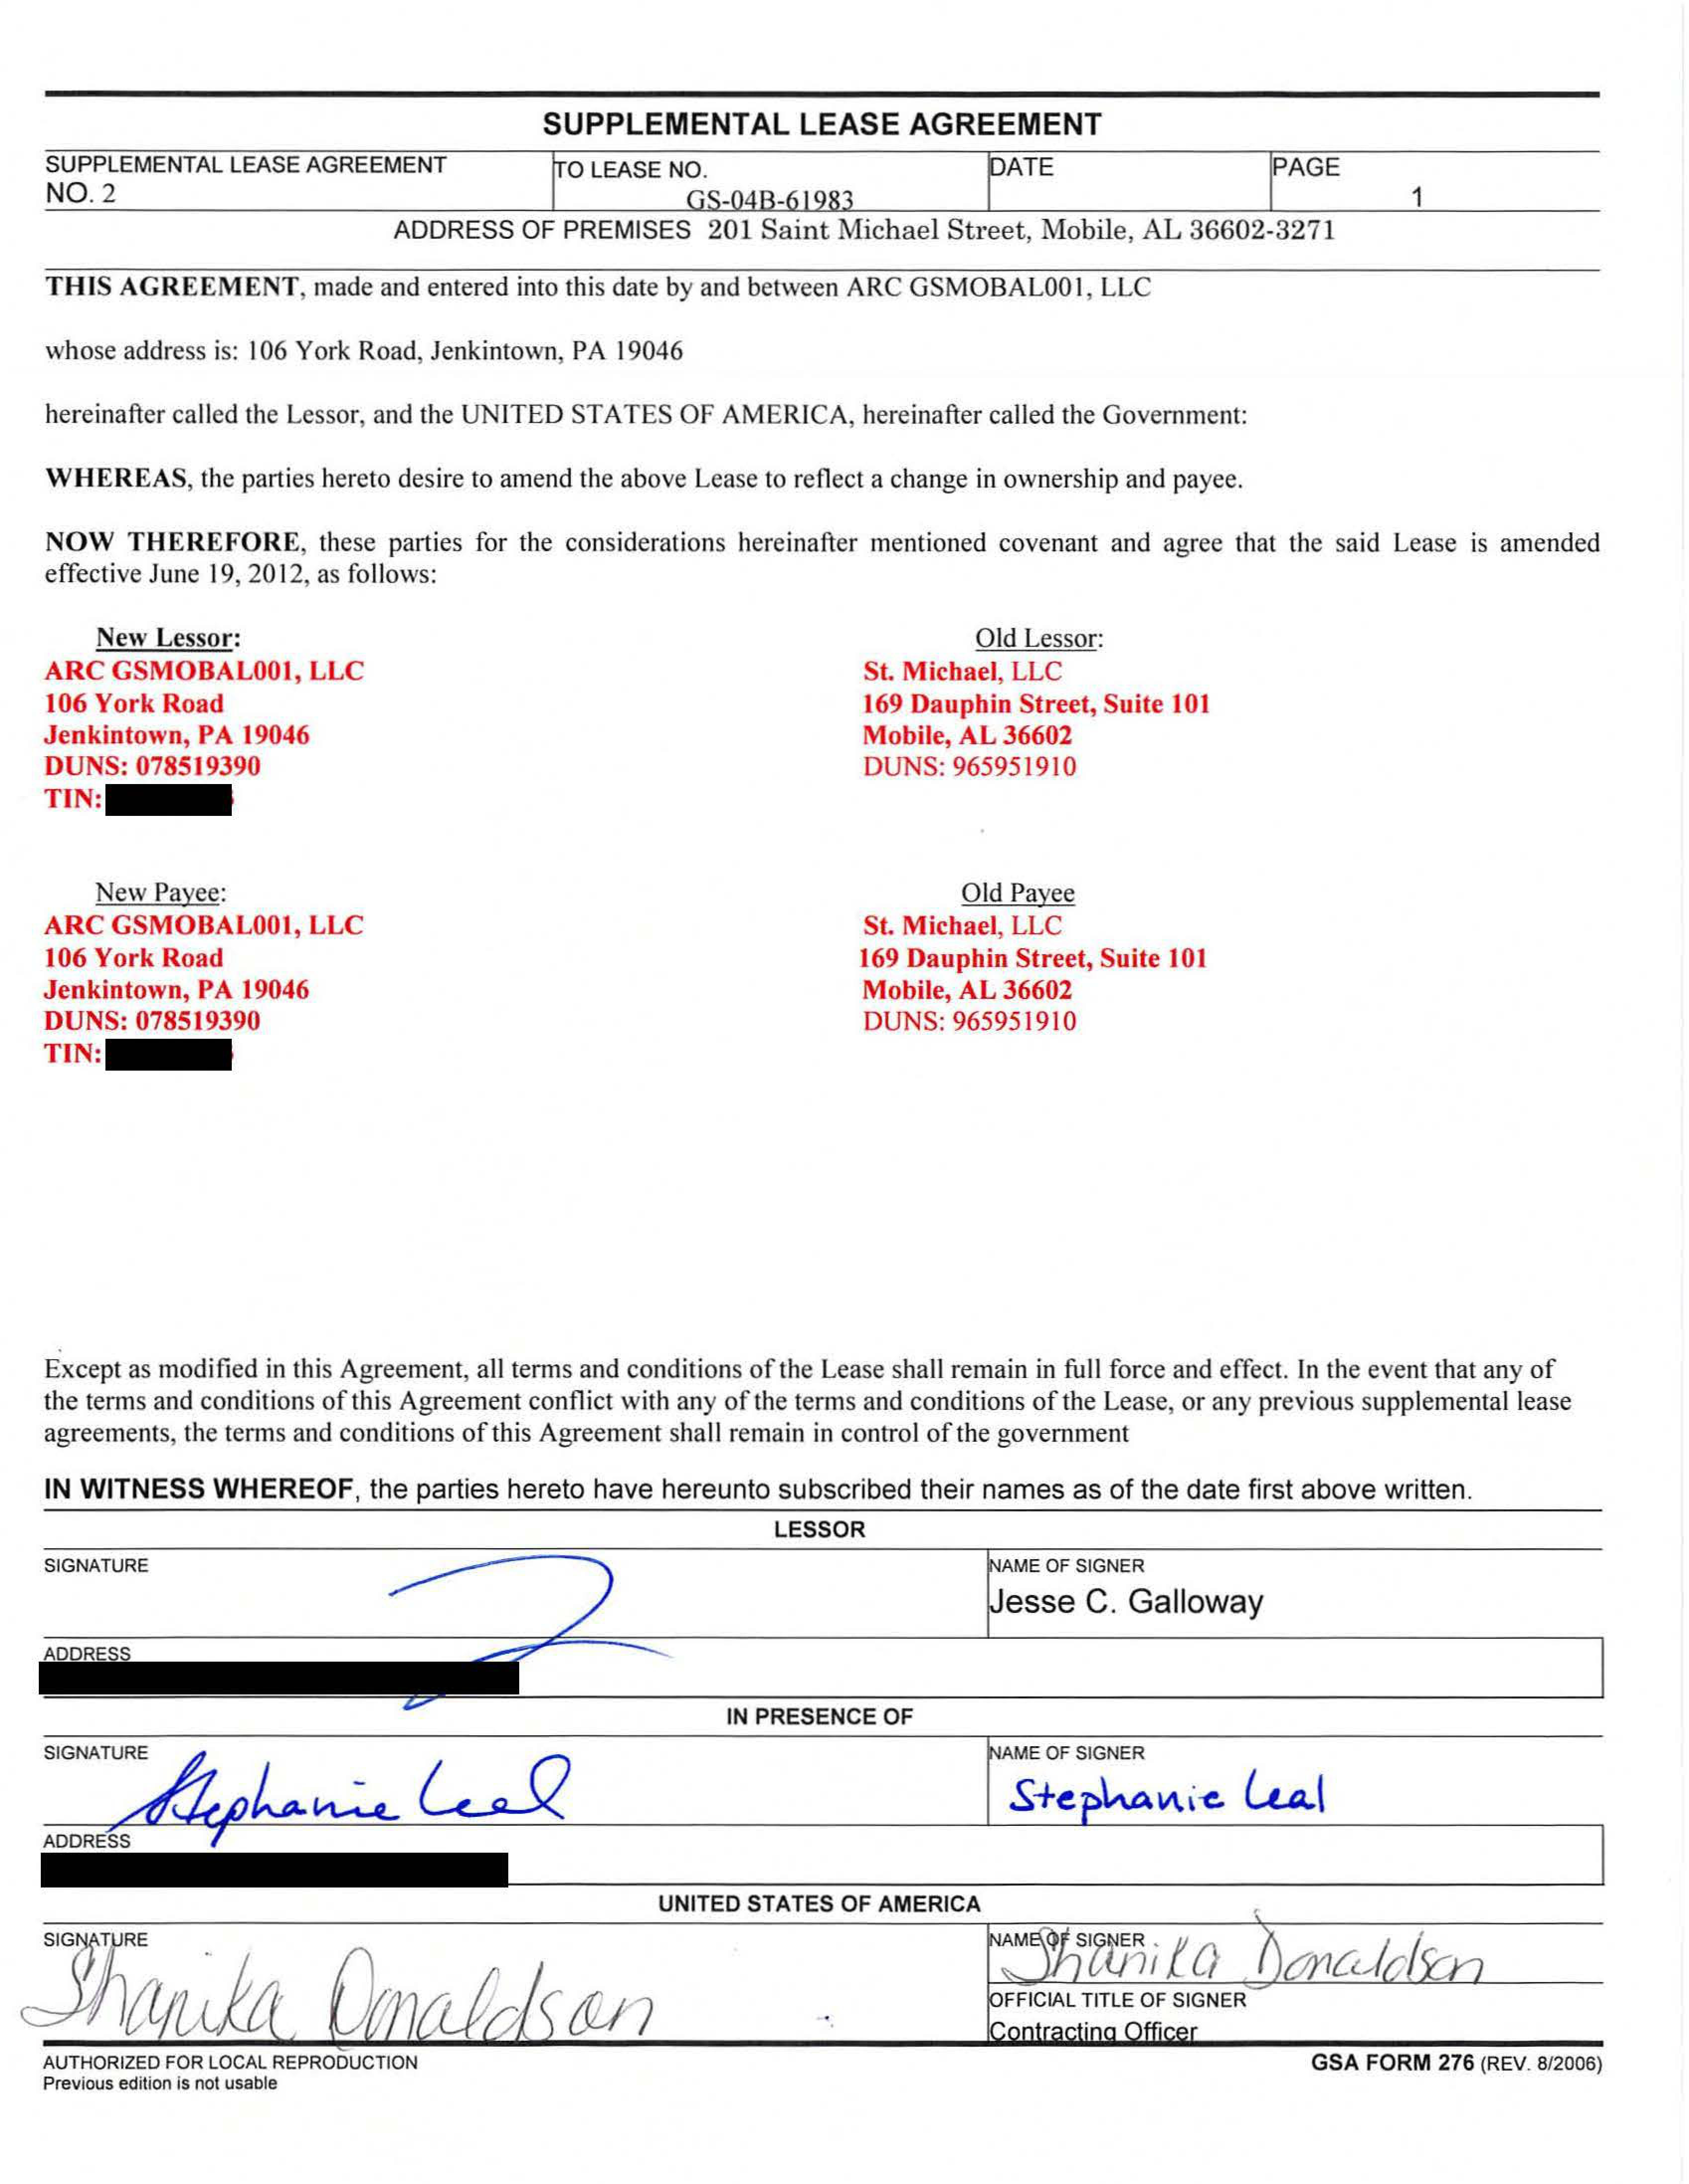 SUPPLEMENTAL LEASE AGREEMENT
SUPPLEMENTAL LEASE AGREEMENT
NO. 2
TO LEASE NO.
GS-04B-61983
DATE
PAGE
1
ADDRESS OF PREMISES 201 Saint Michael Street, Mobile, AL 36602-3271
THIS AGREEMENT, made and entered into this date by and between ARC GSMOBAL001, LLC
whose address is: 106 York Road, Jenkintown, PA 19046
hereinafter called the Lessor, and the UNITED STATES OF AMERICA, hereinafter called the Government:
WHEREAS, the parties hereto desire to amend the above Lease to reflect a change in ownership and payee.
NOW THEREFORE, these parties for the considerations hereinafter mentioned covenant and agree that the said Lease is amended
effective June 19, 2012, as follows:
New Lessor:
ARC GSMOBAL001, LLC
106 York Road
Jenkintown, PA 19046
DUNS: 078519390
TIN:
Old Lessor:
St. Michael, LLC
169 Dauphin Street, Suite 101
Mobile, AL 36602
DUNS: 965951910
New Payee:
ARC GSMOBAL001, LLC
106 York Road
Jenkintown, PA 19046
DUNS: 078519390
TIN:
Old Payee
St. Michael, LLC
169 Dauphin Street, Suite 101
Mobile, AL 36602
DUNS: 965951910
Except as modified in this Agreement, all terms and conditions of the Lease shall remain in full force and effect. In the event that any of
the terms and conditions of this Agreement conflict with any of the terms and conditions of the Lease, or any previous supplemental lease
agreements, the terms and conditions of this Agreement shall remain in control of the government
IN WITNESS WHEREOF, the parties hereto have hereunto subscribed their names as of the date first above written.
LESSOR
SIGNATURE
NAME OF SIGNER
Jesse C. Galloway
ADDRESS
IN PRESENCE OF
SIGNATURE
Stephanie Leal
NAME OF SIGNER
Stephanie Leal
ADDRESS
UNITED STATES OF AMERICA
SIGNATURE
Shanika Donaldson
NAME OF SIGNER
Shanika Donaldson
OFFICIAL TITLE OF SIGNER
Contracting Officer
AUTHORIZED FOR LOCAL REPRODUCTION
Previous edition is not usable
GSA FORM 276 (REV. 8/2006)